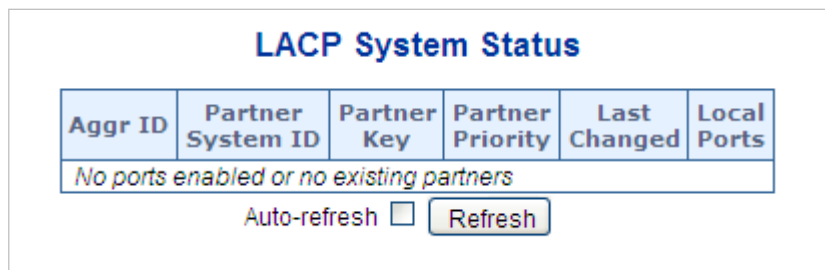 LACP System Status
Aggr ID Partner System ID Partner Key Partner Priority Last Changed Local Ports
No ports enabled or no existing partners
Auto-refresh Refresh